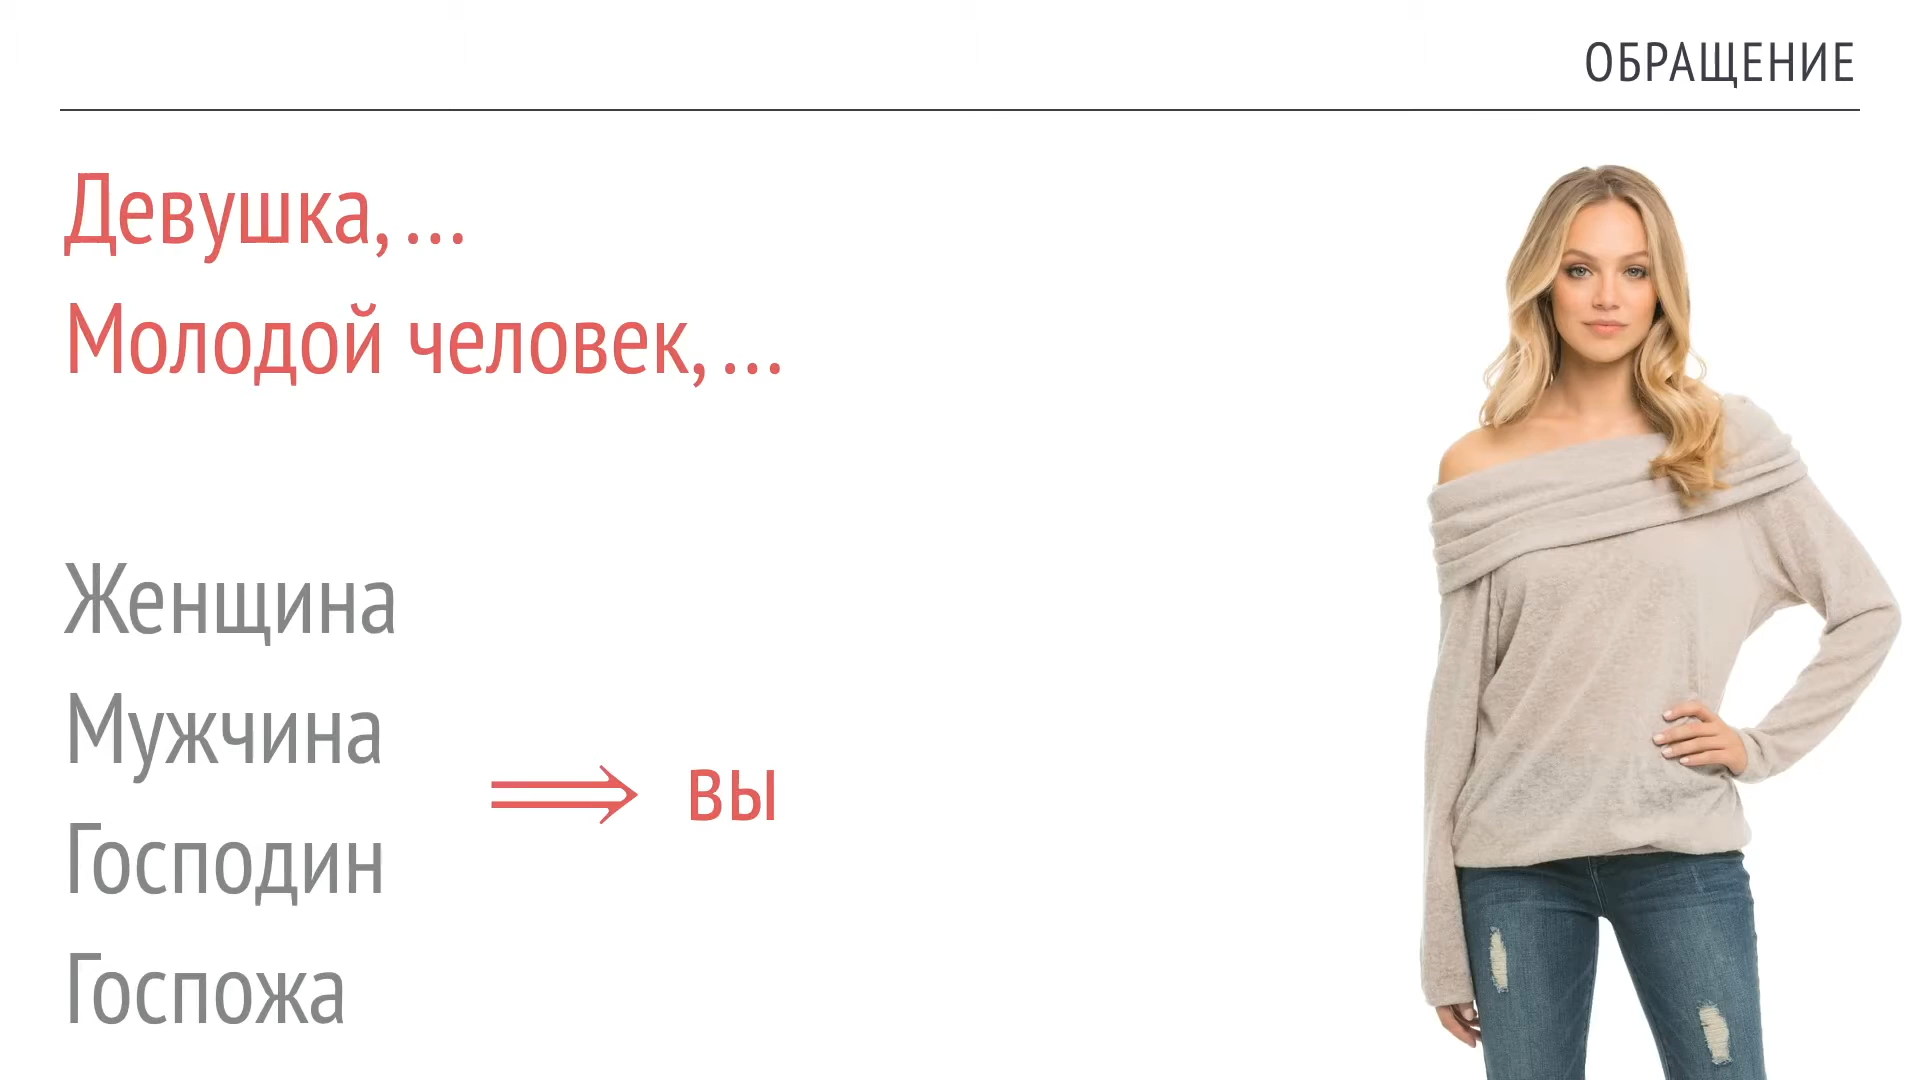 ОБРАЩЕНИЕ
Девушка, ...
Молодой человек, ...
Женщина
Мужчина
⟹ вы
Господин
Госпожа